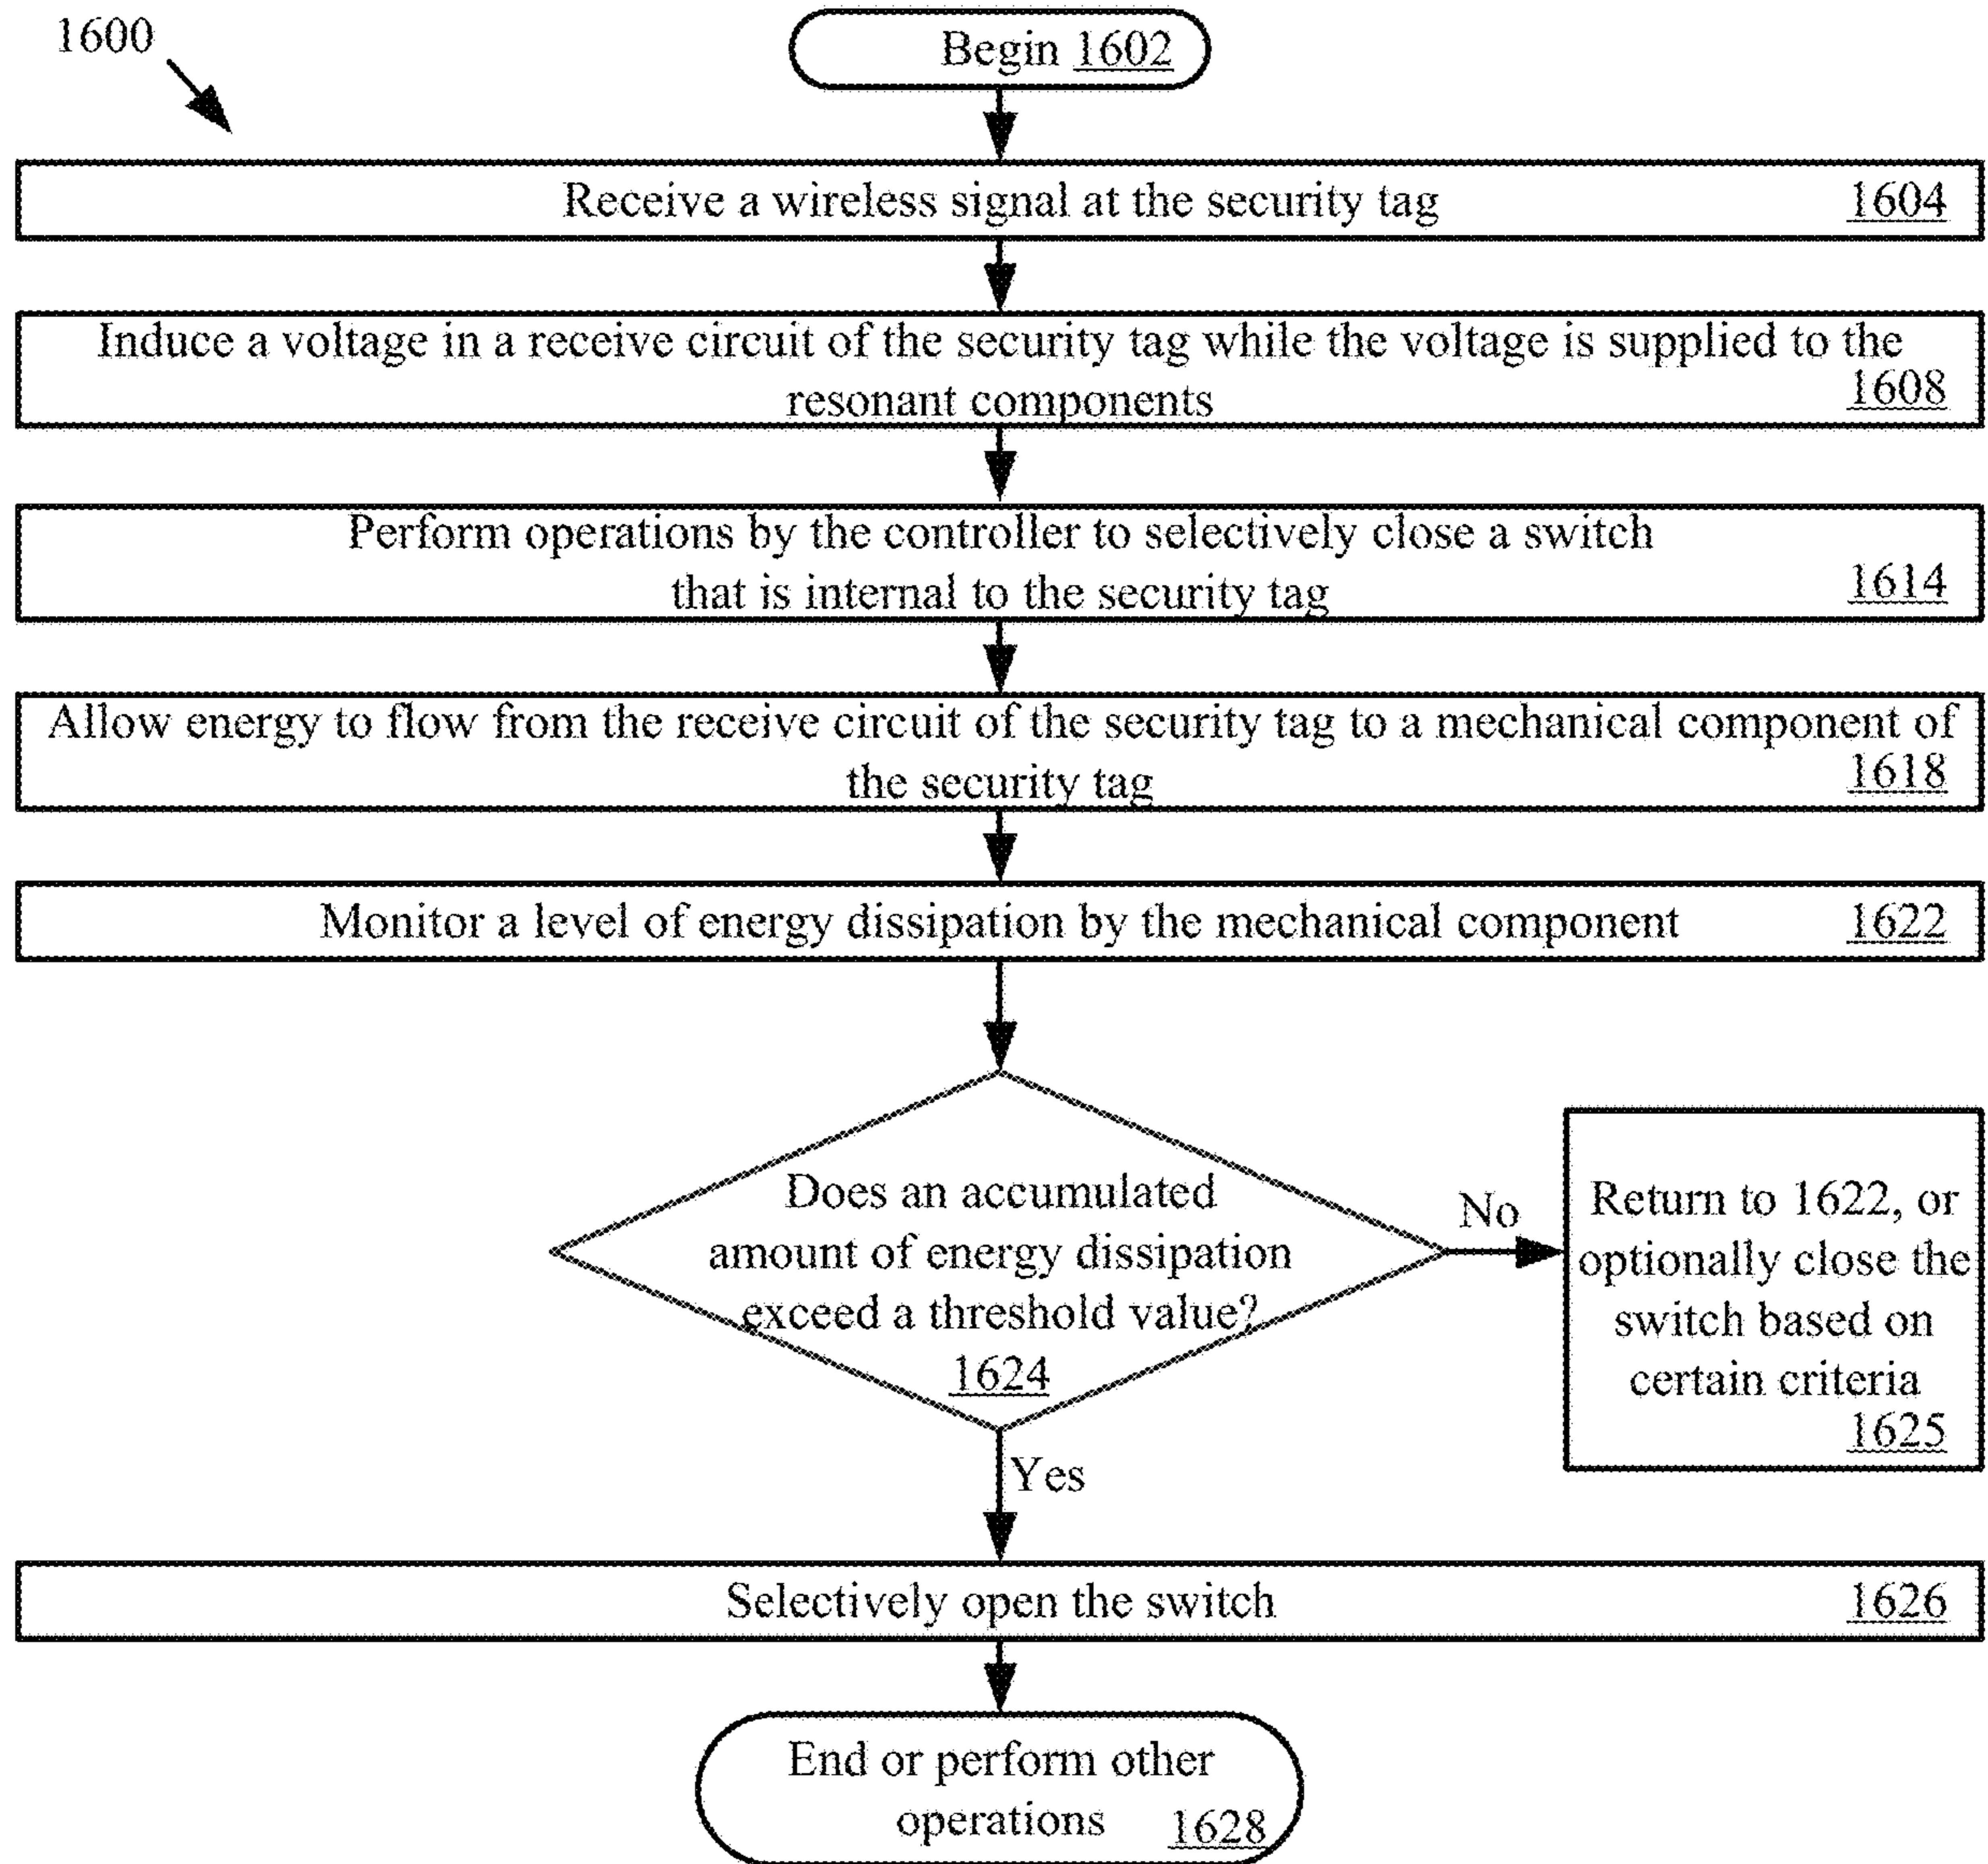 1600
Begin 1602
Receive a wireless signal at the security tag 1604
Induce a voltage in a receive circuit of the security tag while the voltage is supplied to the
resonant components 1608
Perform operations by the controller to selectively close a switch
that is internal to the security tag 1614
Allow energy to flow from the receive circuit of the security tag to a mechanical component of
the security tag 1618
Monitor a level of energy dissipation by the mechanical component 1622
Does an accumulated
amount of energy dissipation
exceed a threshold value?
1624
No
Return to 1622, or
optionally close the
switch based on
certain criteria
1625
Yes
Selectively open the switch 1626
End or perform other
operations 1628